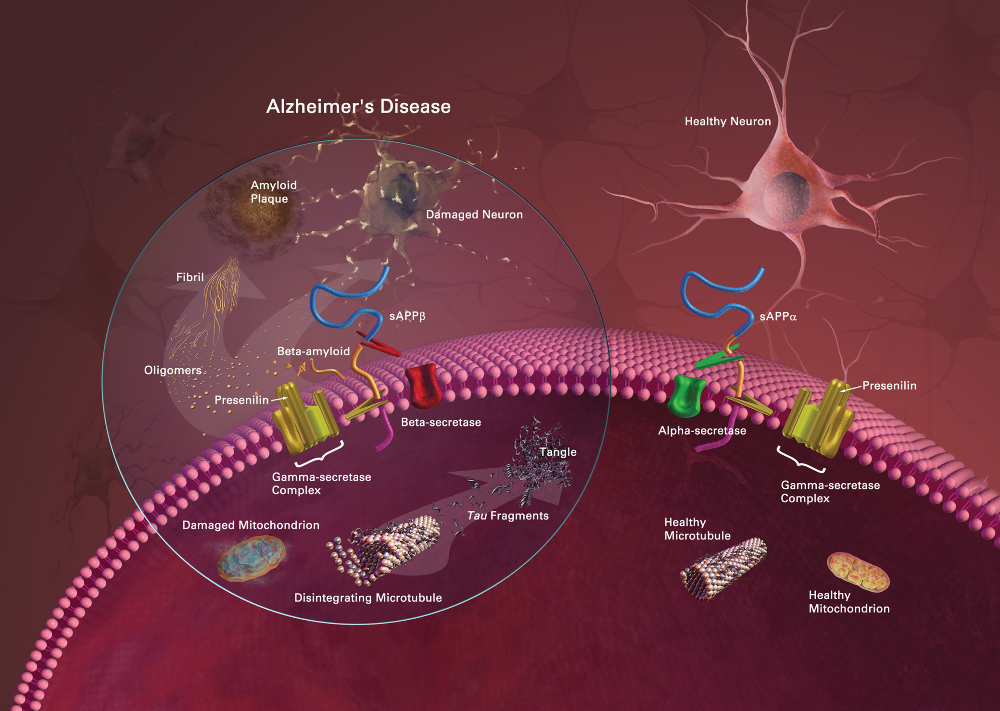 Alzheimer's Disease
Healthy Neuron
Amyloid
Plaque
Damaged Neuron
Fibril
sAPPβ
sAPPα
Beta-amyloid
Oligomers
Presenilin
Presenilin
Beta-secretase
Alpha-secretase
Tangle
Gamma-secretase
Complex
Gamma-secretase
Complex
Tau Fragments
Damaged Mitochondrion
Healthy
Microtubule
Disintegrating Microtubule
Healthy
Mitochondrion